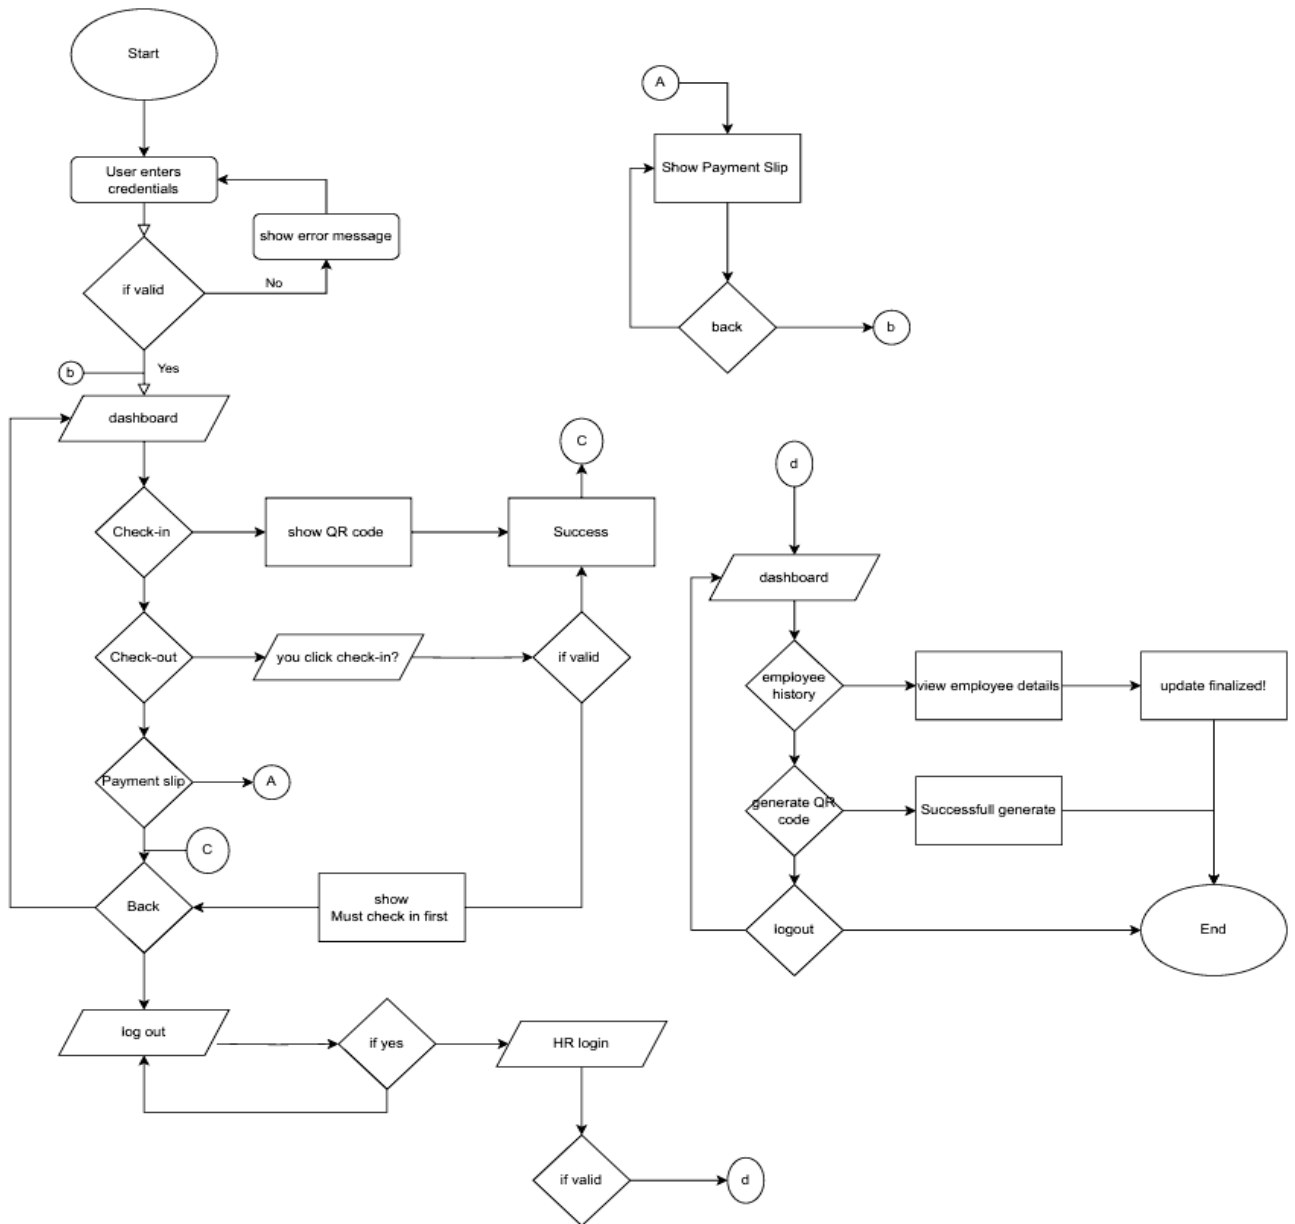 Start
User enters
credentials
show error message
if valid
No
Yes
b
dashboard
Check-in
show QR code
Success
C
Check-out
you click check-in?
if valid
Payment slip
A
C
Back
show
Must check in first
log out
if yes
HR login
if valid
d
A
Show Payment Slip
back
b
d
dashboard
employee
history
view employee details
update finalized!
generate QR
code
Successfull generate
logout
End